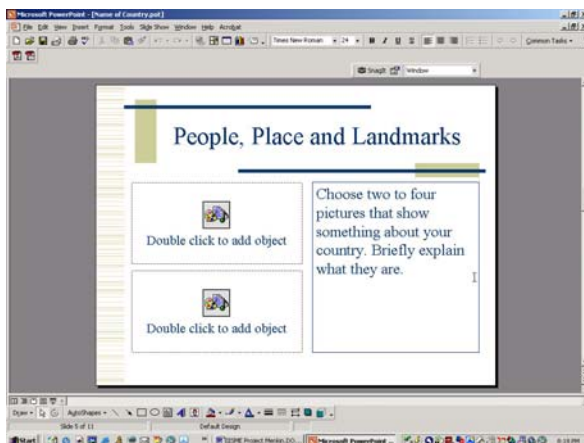 Microsoft PowerPoint - [Name of Country.pot]
File Edit View Insert Format Tools Slide Show Window Help Acrobat
Times New Roman 24 B I U S Common Tasks
SnagIt Window
People, Place and Landmarks
Double click to add object
Double click to add object
Choose two to four
pictures that show
something about your
country. Briefly explain
what they are.
Draw AutoShapes
Slide 5 of 11 Default Design
Start Microsoft PowerPoint